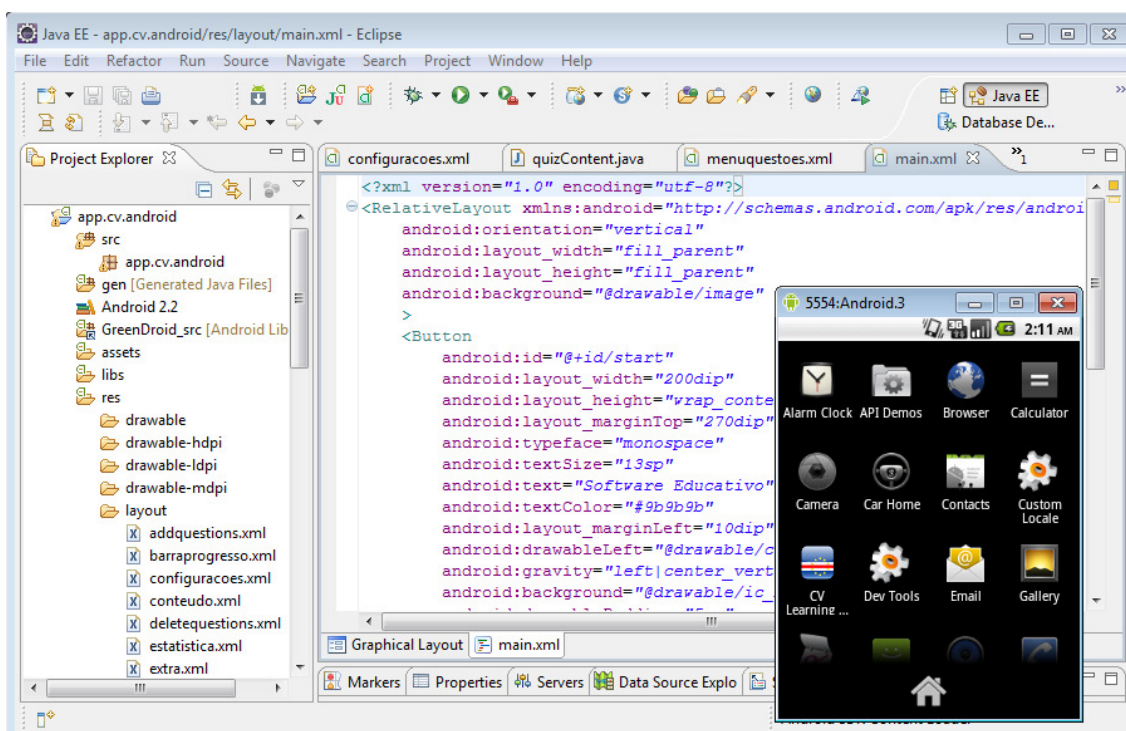 Java EE - app.cv.android/res/layout/main.xml - Eclipse
File Edit Refactor Run Source Navigate Search Project Window Help
Java EE
Database De...
Project Explorer
app.cv.android
src
app.cv.android
gen [Generated Java Files]
Android 2.2
GreenDroid_src [Android Lib
assets
libs
res
drawable
drawable-hdpi
drawable-ldpi
drawable-mdpi
layout
addquestions.xml
barraprogresso.xml
configuracoes.xml
conteudo.xml
deletequestions.xml
estatistica.xml
extra.xml
configuracoes.xml quizContent.java menuquestoes.xml main.xml »1
<?xml version="1.0" encoding="utf-8"?>
<RelativeLayout xmlns:android="http://schemas.android.com/apk/res/androi
android:orientation="vertical"
android:layout_width="fill_parent"
android:layout_height="fill_parent"
android:background="@drawable/image"
>
<Button
android:id="@+id/start"
android:layout_width="200dip"
android:layout_height="wrap_conte
android:layout_marginTop="270dip"
android:typeface="monospace"
android:textSize="13sp"
android:text="Software Educativo"
android:textColor="#9b9b9b"
android:layout_marginLeft="10dip"
android:drawableLeft="@drawable/c
android:gravity="left|center_vert
android:background="@drawable/ic_
Graphical Layout main.xml
Markers Properties Servers Data Source Explo
5554:Android.3
3G 2:11 AM
Alarm Clock API Demos Browser Calculator
Camera Car Home Contacts Custom Locale
CV Learning ... Dev Tools Email Gallery